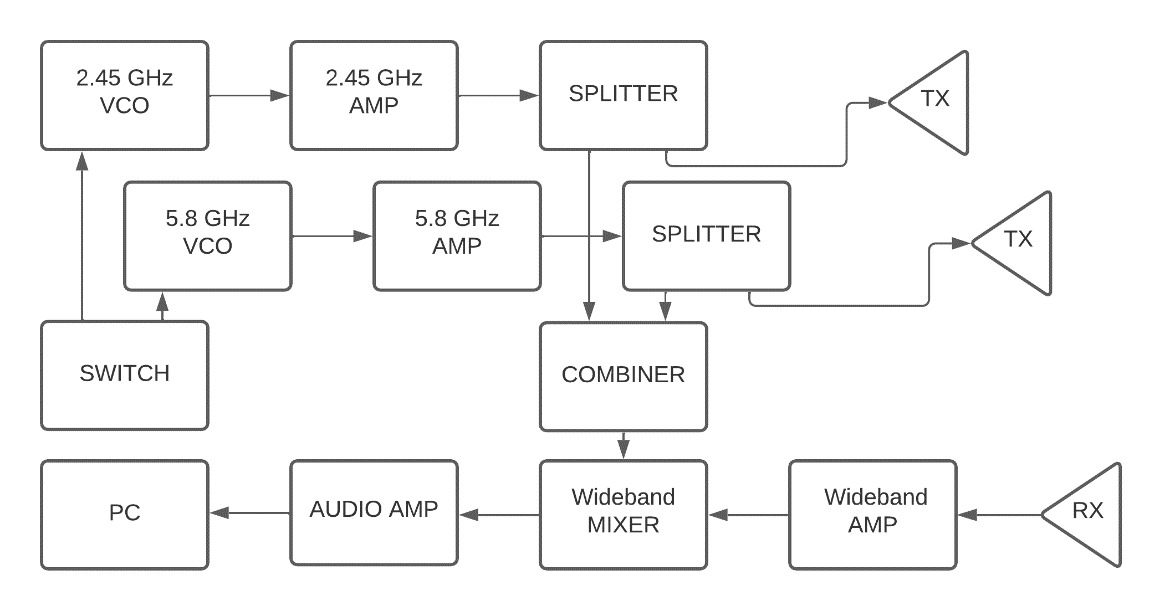 2.45 GHz
VCO
2.45 GHz
AMP
SPLITTER
TX
5.8 GHz
VCO
5.8 GHz
AMP
SPLITTER
TX
SWITCH
COMBINER
PC
AUDIO AMP
Wideband
MIXER
Wideband
AMP
RX